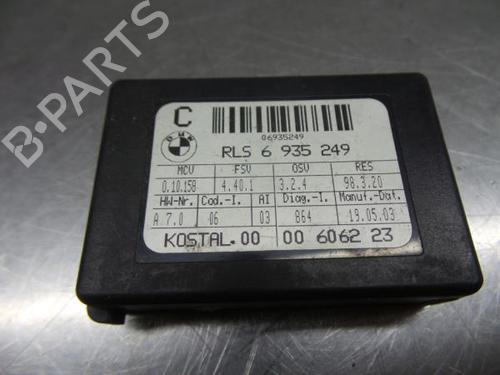 C
06935249
BMW
RLS 6 935 249
MCV FSV OSV RES
0.10.158 4.40.1 3.2.4 98.3.20
HW-Nr. Cod.-I. AI Diag.-I. Manuf.-Dat.
A 7.0 06 03 864 19.05.03
KOSTAL.00 00 6062 23
B-PARTS